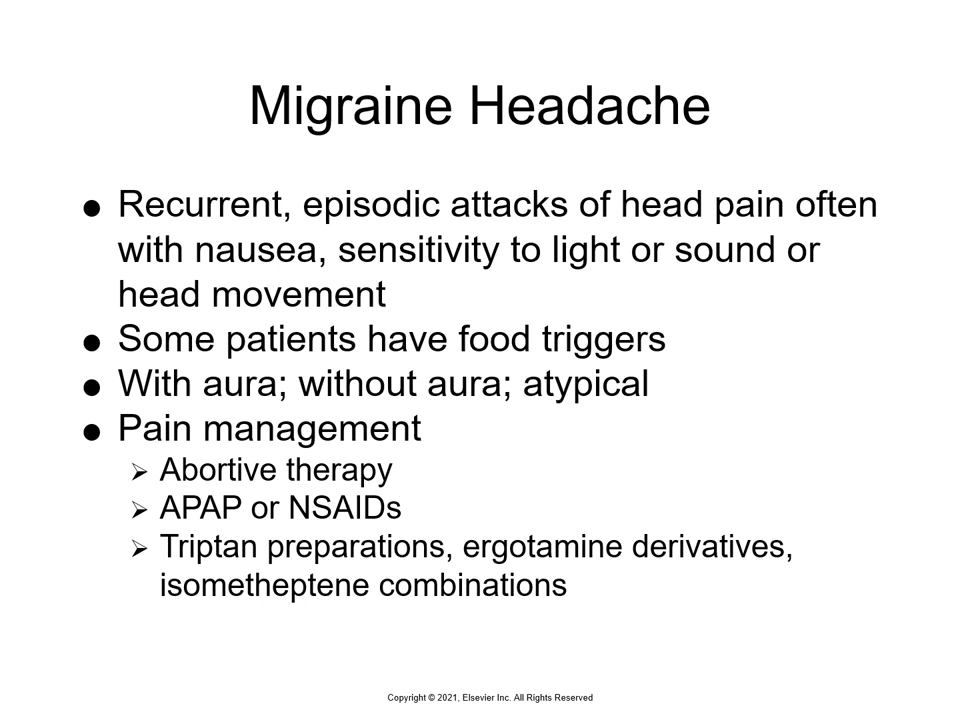 Migraine Headache
● Recurrent, episodic attacks of head pain often
with nausea, sensitivity to light or sound or
head movement
● Some patients have food triggers
● With aura; without aura; atypical
● Pain management
➢ Abortive therapy
➢ APAP or NSAIDs
➢ Triptan preparations, ergotamine derivatives,
isometheptene combinations
Copyright © 2021, Elsevier Inc. All Rights Reserved